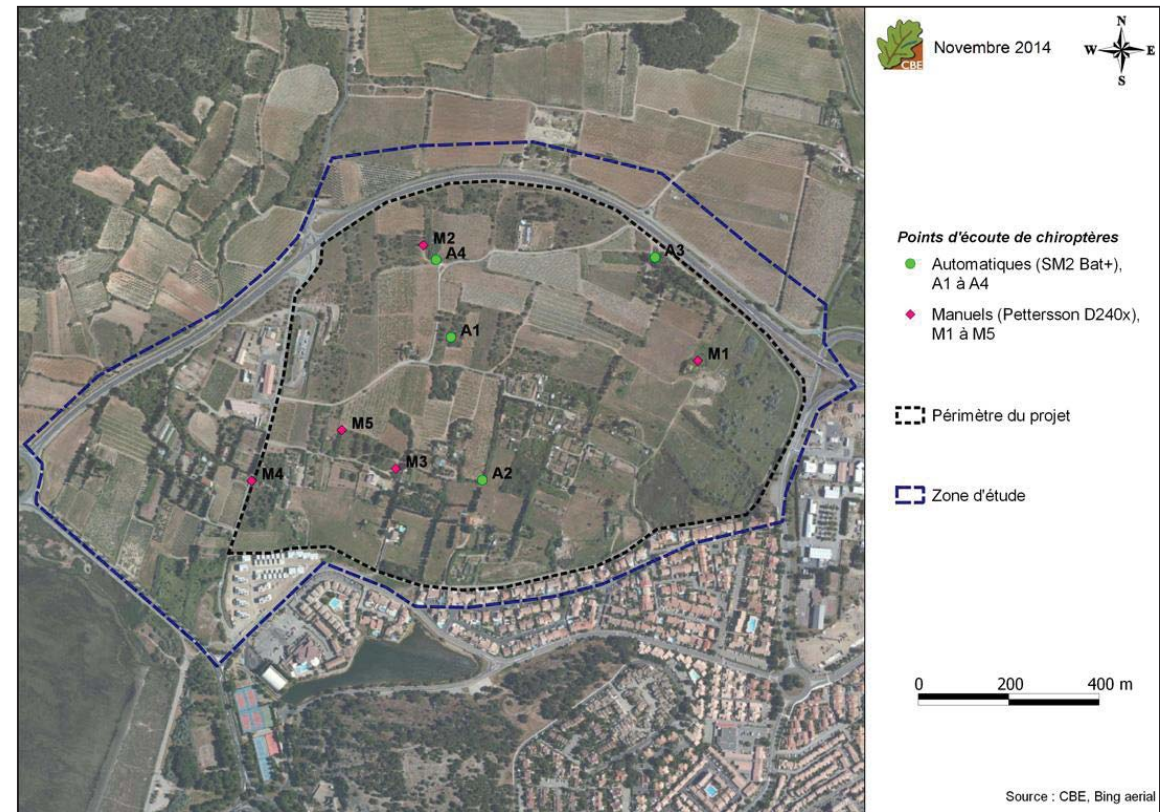 CBE
Novembre 2014
N
W E
S
M2
A4
A3
A1
M1
M5
M3
A2
M4
Points d'écoute de chiroptères
Automatiques (SM2 Bat+),
A1 à A4
Manuels (Pettersson D240x),
M1 à M5
Périmètre du projet
Zone d'étude
0 200 400 m
Source : CBE, Bing aerial